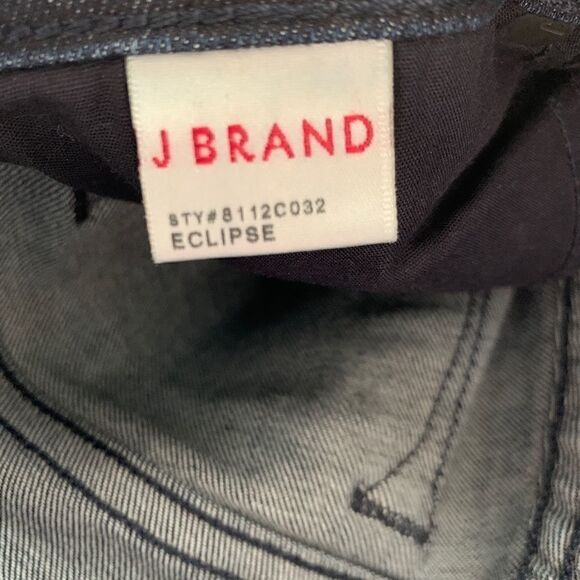 J BRAND
STY#8112C032
ECLIPSE